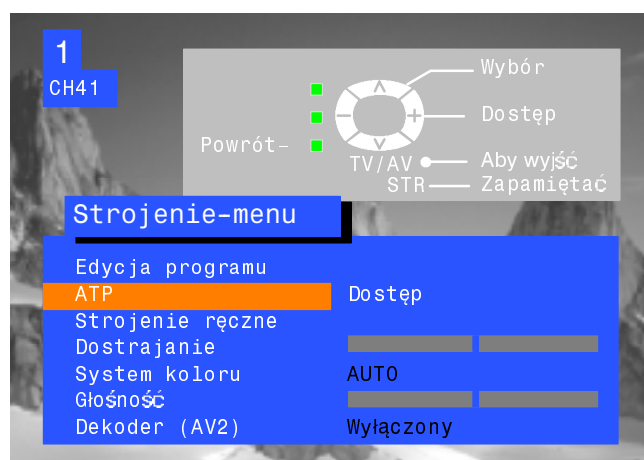 1
CH41
Wybór
Dostęp
Powrót–
TV/AV Aby wyjść
STR Zapamiętać
Strojenie-menu
Edycja programu
ATP Dostęp
Strojenie ręczne
Dostrajanie
System koloru AUTO
Głośność
Dekoder (AV2) Wyłączony